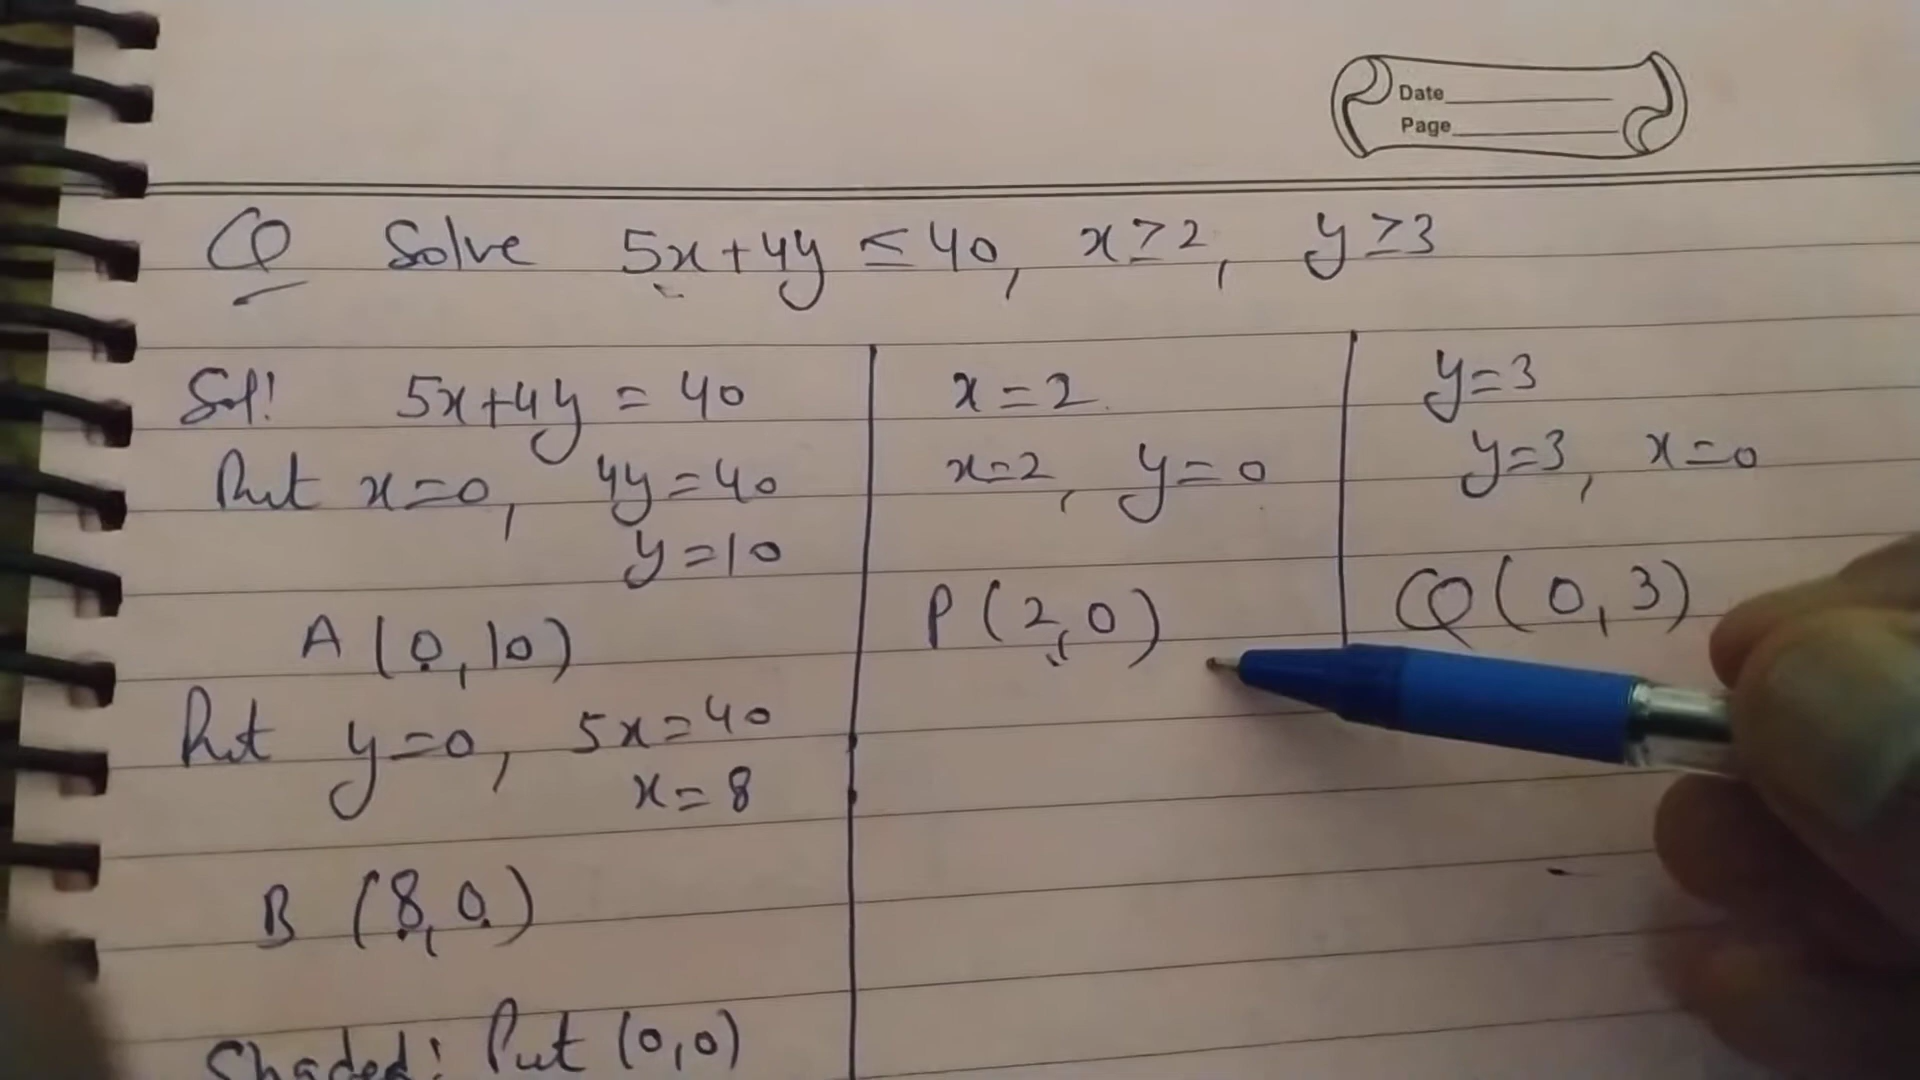 Date
Page
Q Solve 5x+4y ≤ 40, x≥2, y≥3
Sol! 5x+4y = 40
Put x=0, 4y=40
y=10
A (0,10)
Put y=0, 5x=40
x=8
B (8,0)
Shaded: Put (0,0)
x=2
x=2, y=0
P(2,0)
y=3
y=3, x=0
Q(0,3)